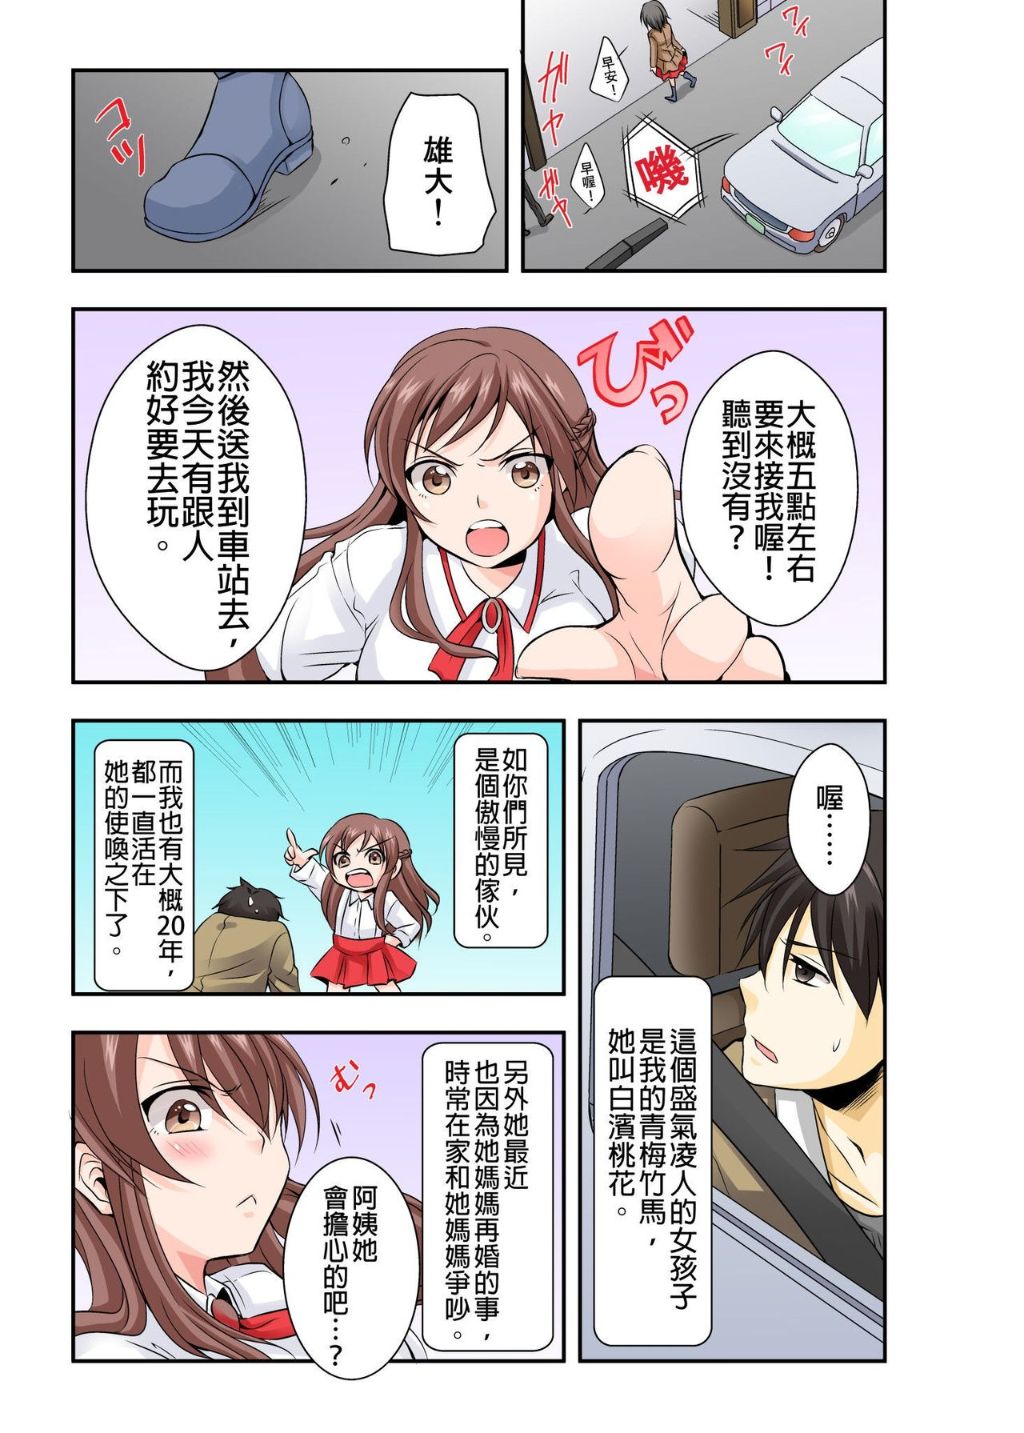 ガヤ
ガヤ
早安！
嘰
早喔！
ガヤ
ガヤ
雄大！
コツ
大概五點左右
要來接我喔！
聽到沒有？
びっ
然後送我到車站去，
我今天有跟人
約好要去玩。
喔……
這個盛氣凌人的女孩子
是我的青梅竹馬，
她叫白濱桃花。
如你們所見，
是個傲慢的傢伙。
而我也有大概20年，
都一直活在
她的使喚之下了。
另外她最近
也因為她媽媽再婚的事，
時常在家和她媽媽爭吵。
むっ
阿姨她
會擔心的吧…？